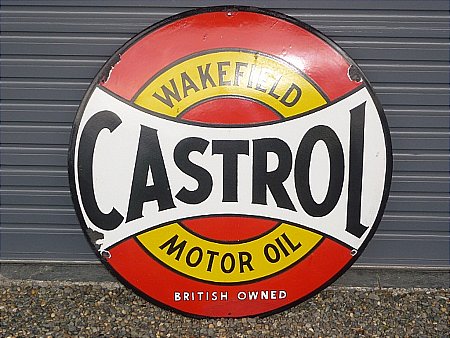 WAKEFIELD
CASTROL
MOTOR OIL
BRITISH OWNED